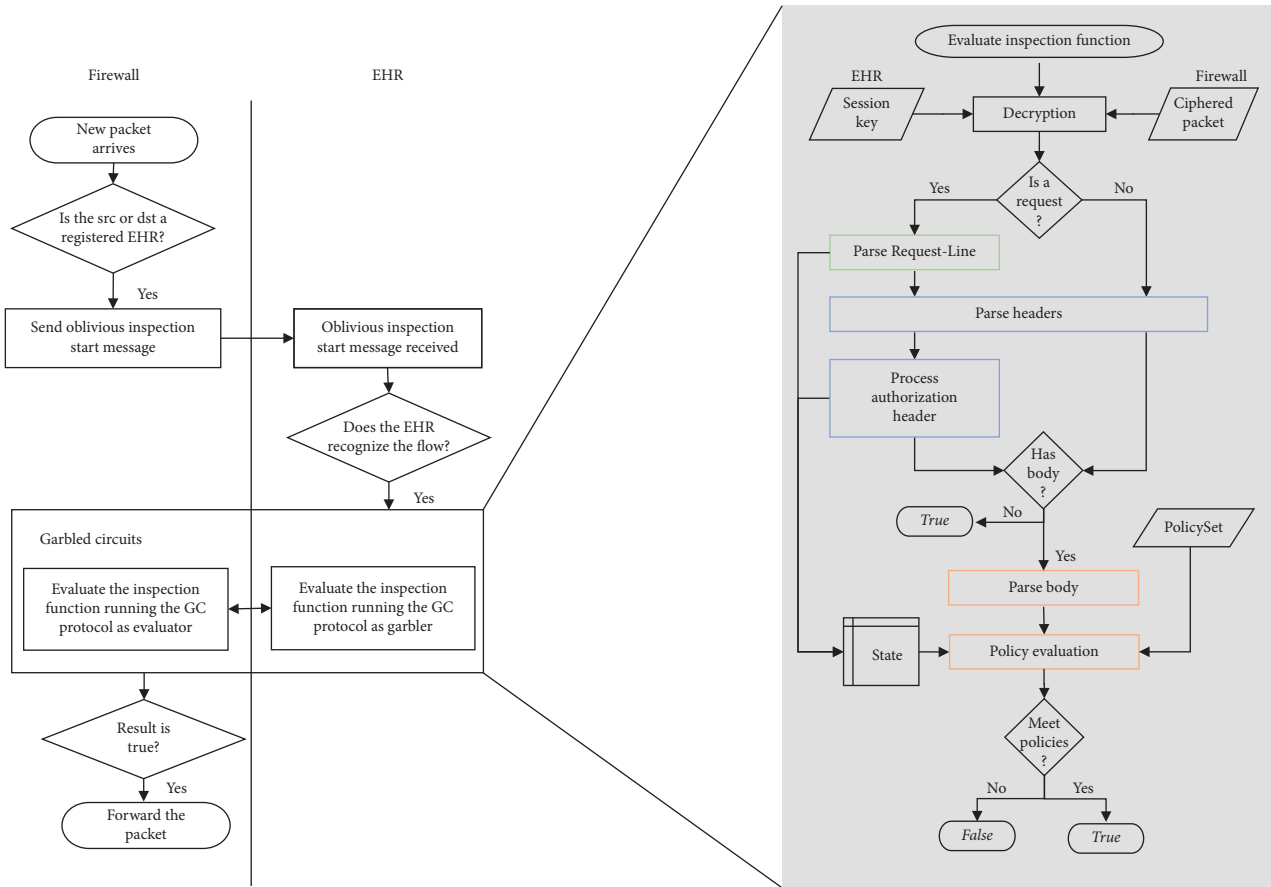 Firewall
EHR
New packet
arrives
Is the src or dst a
registered EHR?
Yes
Send oblivious inspection
start message
Oblivious inspection
start message received
Does the EHR
recognize the flow?
Yes
Garbled circuits
Evaluate the inspection
function running the GC
protocol as evaluator
Evaluate the inspection
function running the GC
protocol as garbler
Result is
true?
Yes
Forward the
packet
Evaluate inspection function
EHR
Firewall
Session
key
Decryption
Ciphered
packet
Is a
request
?
Yes
No
Parse Request-Line
Parse headers
Process
authorization
header
Has
body
?
No
True
PolicySet
Yes
Parse body
State
Policy evaluation
Meet
policies
?
No
Yes
False
True